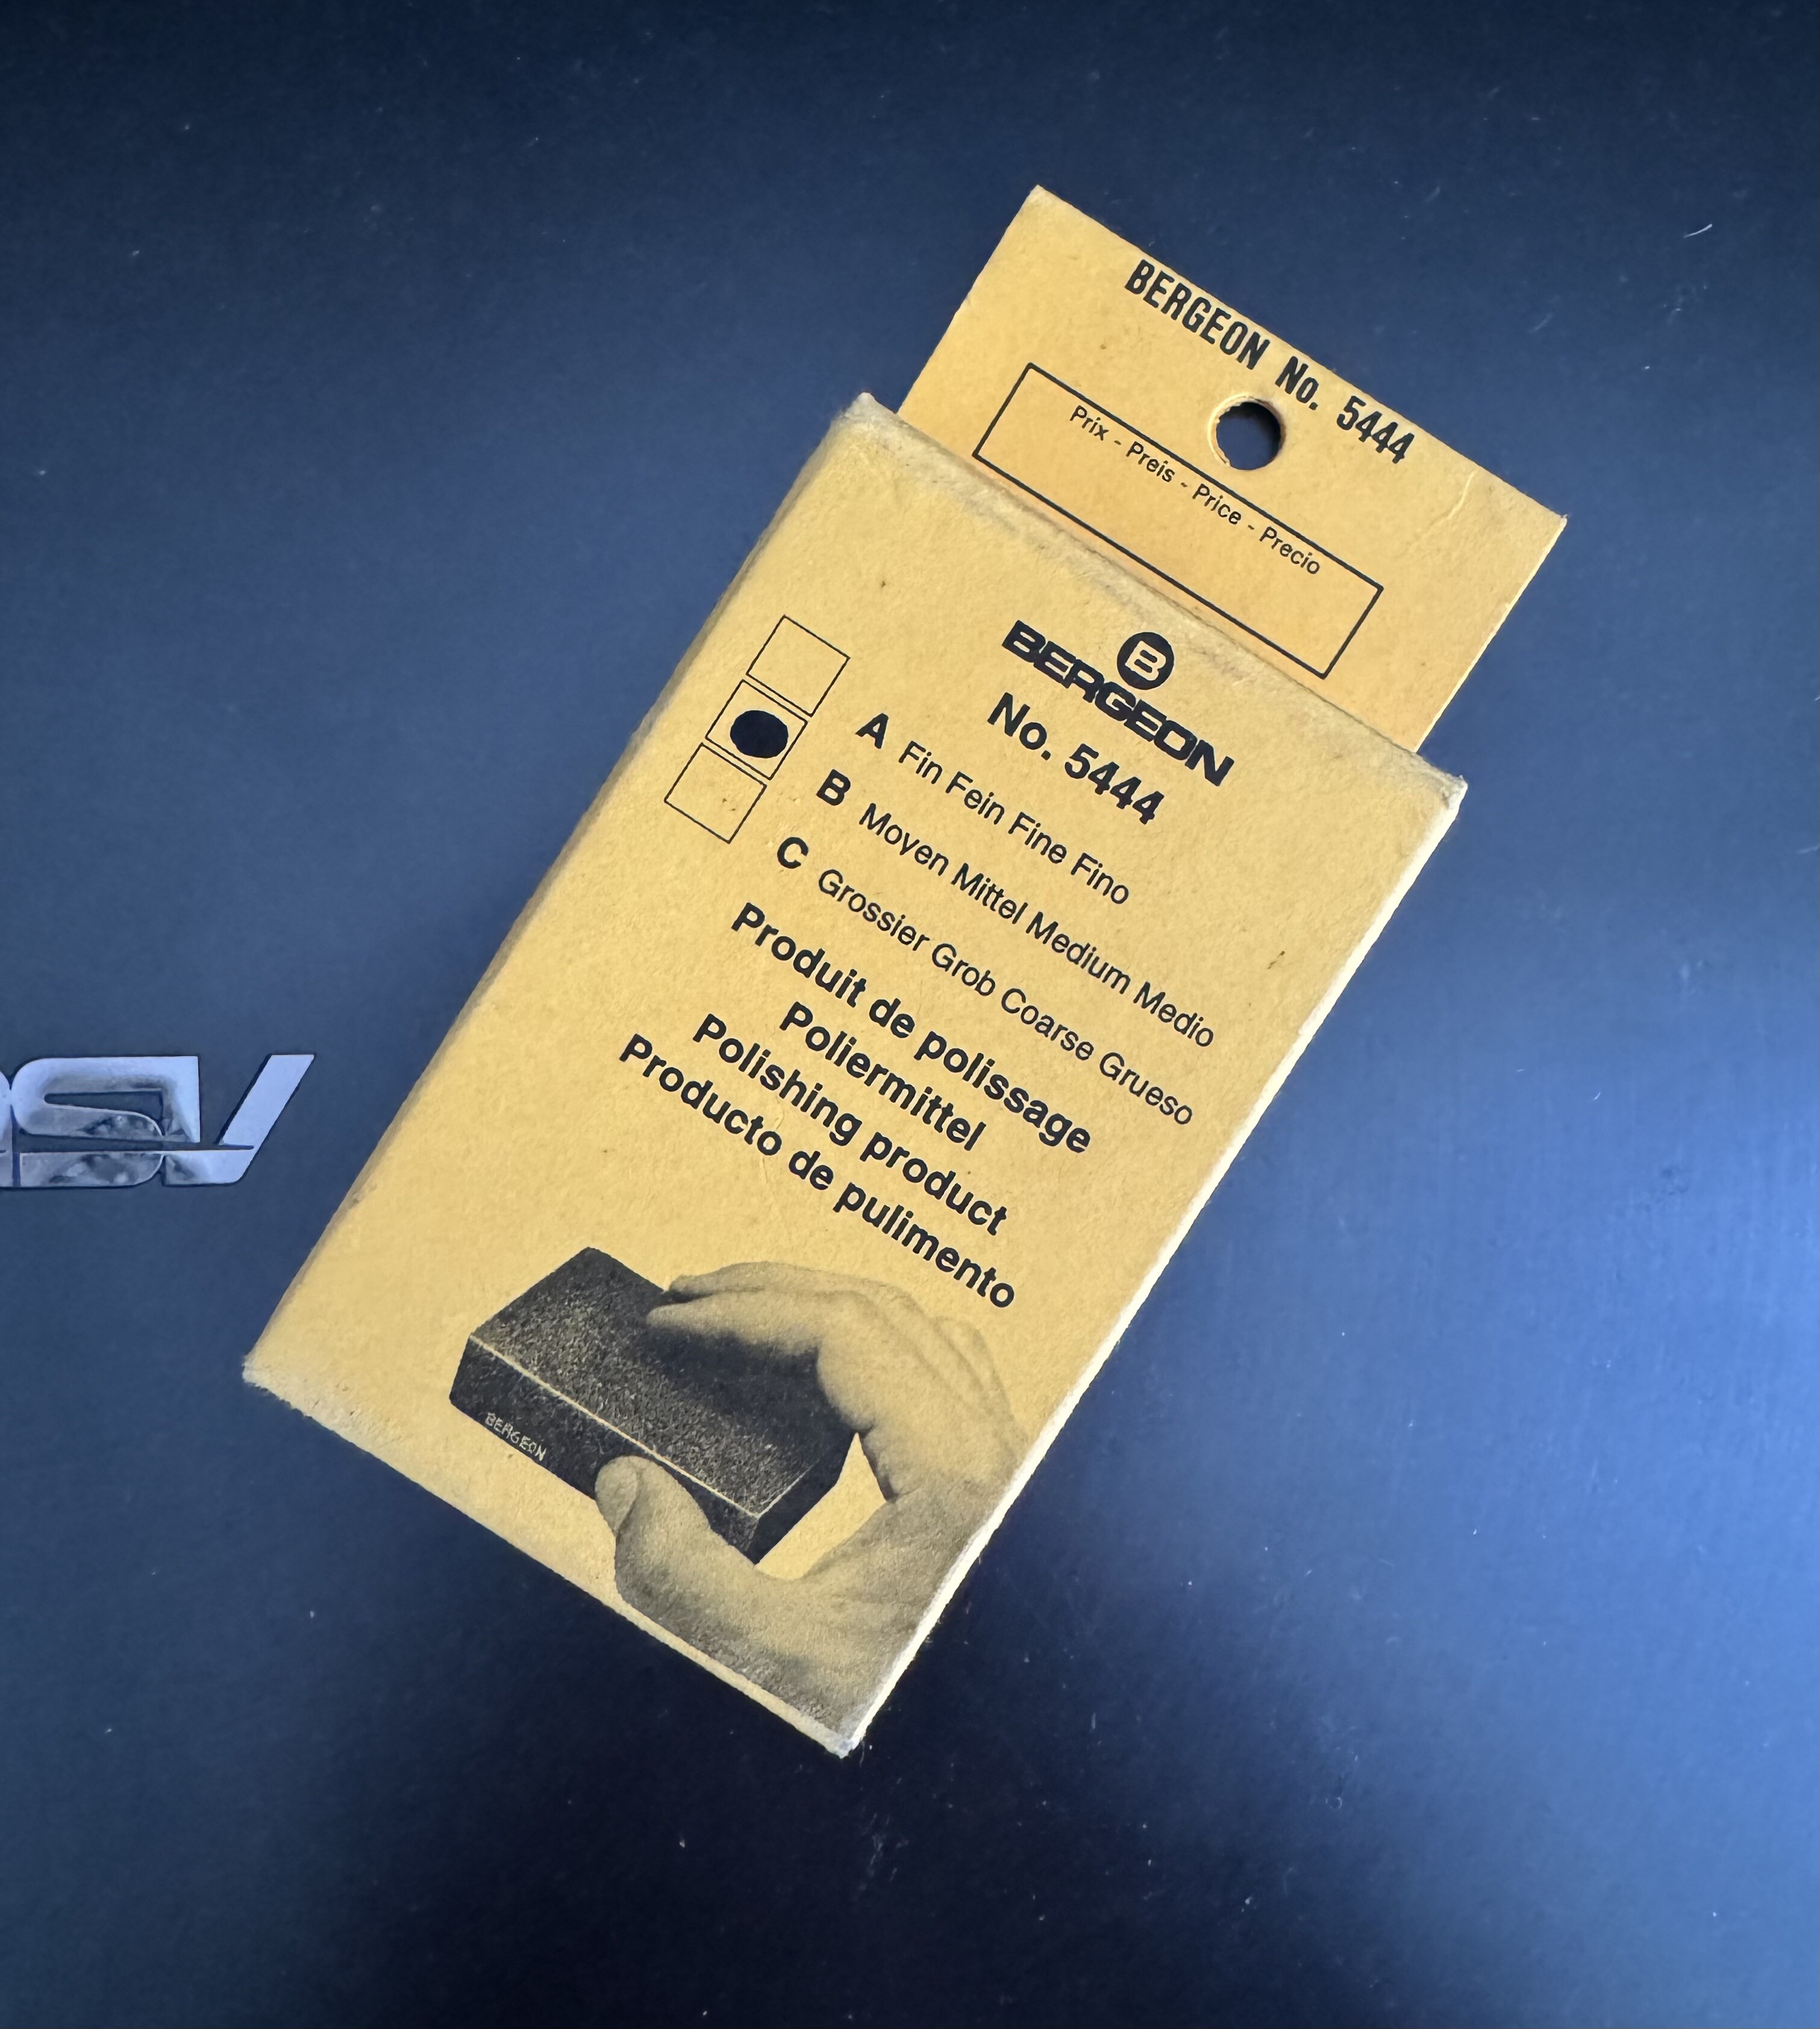 BERGEON No. 5444
Prix - Preis - Price - Precio
B
BERGEON
No. 5444
A Fin Fein Fine Fino
B Moyen Mittel Medium Medio
C Grossier Grob Coarse Grueso
Produit de polissage
Poliermittel
Polishing product
Producto de pulimento
BERGEON